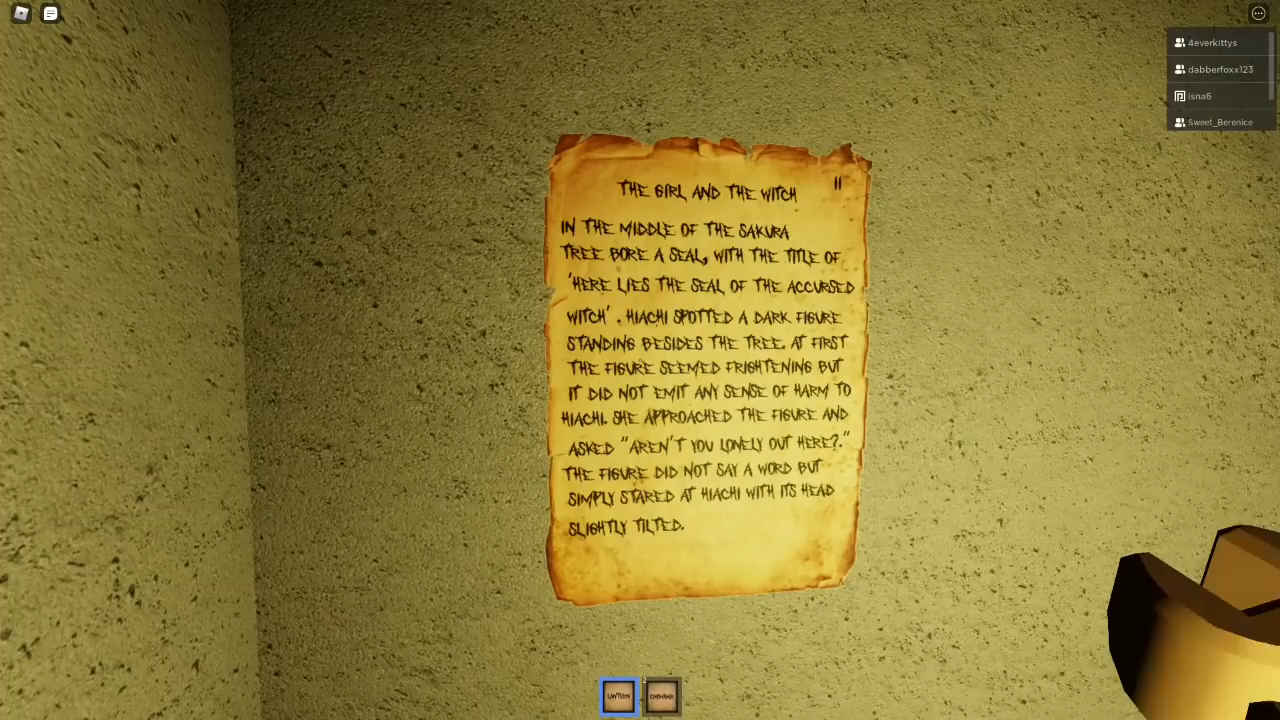 4everkittys
dabberfoxx123
isna6
Sweet_Berenice
THE GIRL AND THE WITCH
II
IN THE MIDDLE OF THE SAKURA
TREE BORE A SEAL, WITH THE TITLE OF
'HERE LIES THE SEAL OF THE ACCURSED
WITCH' . HIACHI SPOTTED A DARK FIGURE
STANDING BESIDES THE TREE. AT FIRST
THE FIGURE SEEMED FRIGHTENING BUT
IT DID NOT EMIT ANY SENSE OF HARM TO
HIACHI. SHE APPROACHED THE FIGURE AND
ASKED "AREN'T YOU LONELY OUT HERE?."
THE FIGURE DID NOT SAY A WORD BUT
SIMPLY STARED AT HIACHI WITH ITS HEAD
SLIGHTLY TILTED.
LANTERN